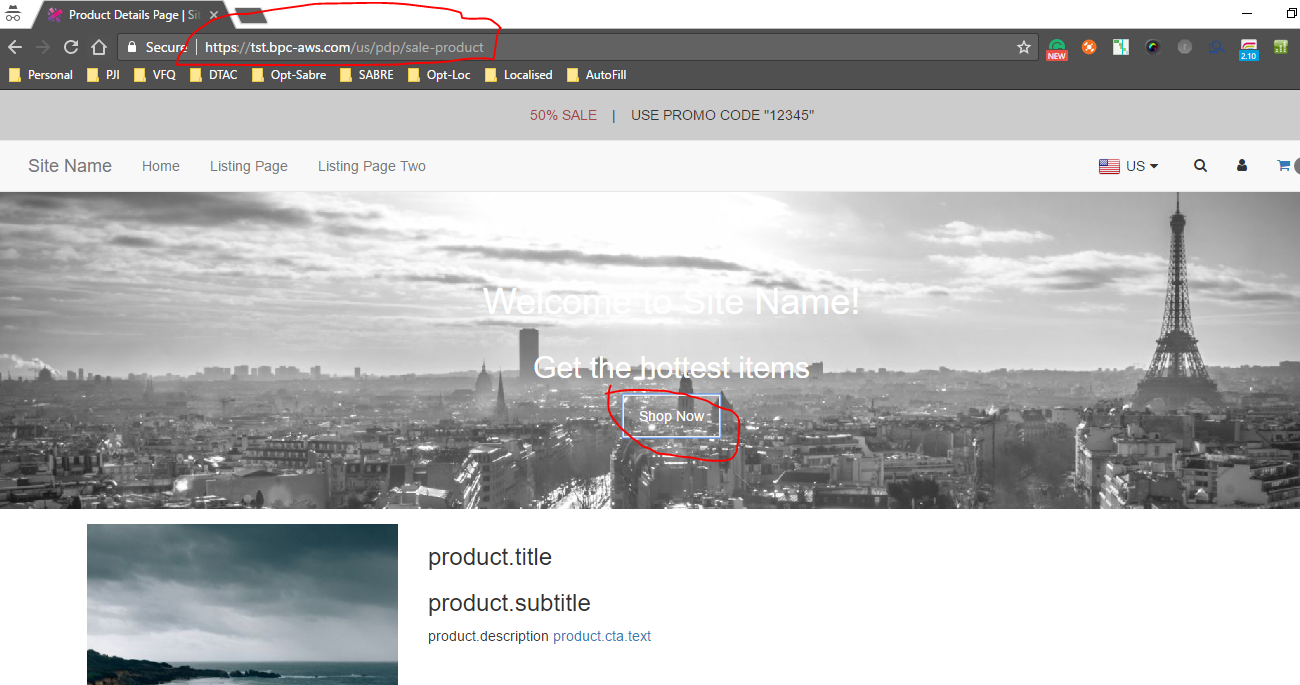 Product Details Page | Si
Secure https://tst.bpc-aws.com/us/pdp/sale-product
NEW 2.10
Personal PJI VFQ DTAC Opt-Sabre SABRE Opt-Loc Localised AutoFill
50% SALE | USE PROMO CODE "12345"
Site Name Home Listing Page Listing Page Two US
Welcome to Site Name!
Get the hottest items
Shop Now
product.title
product.subtitle
product.description product.cta.text